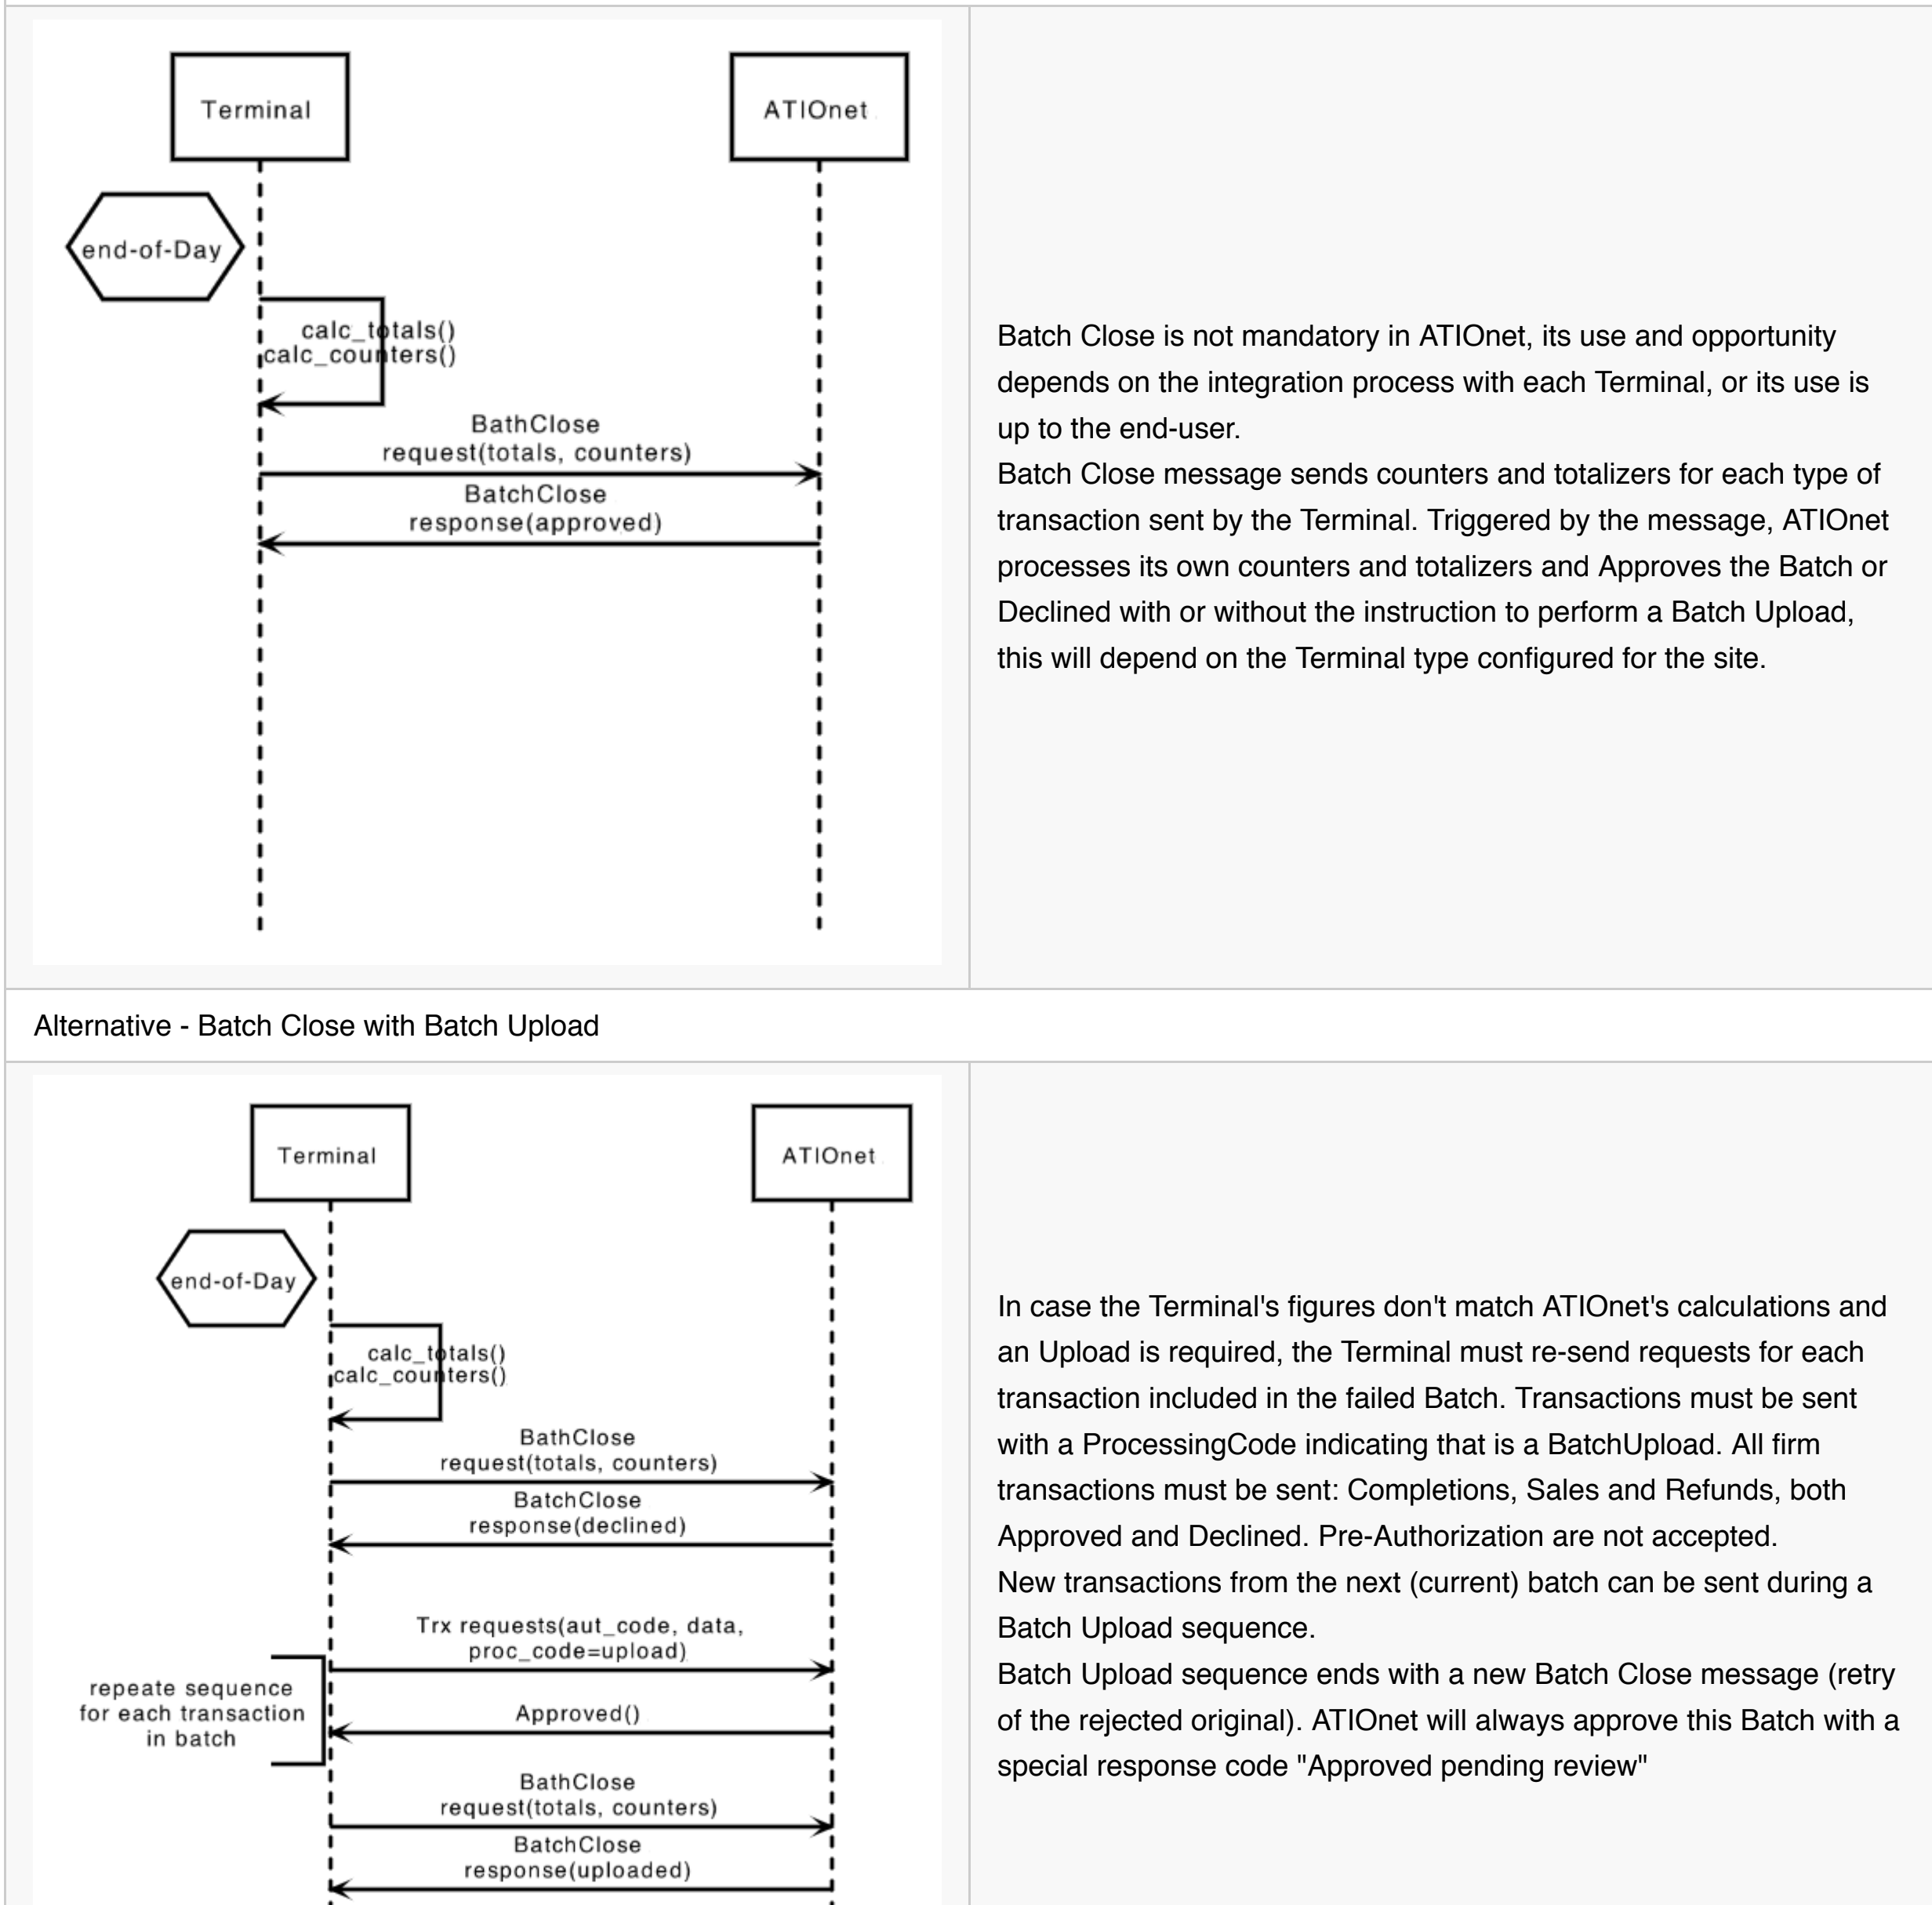 Terminal
ATIOnet
end-of-Day
calc_totals()
calc_counters()
BathClose
request(totals, counters)
BatchClose
response(approved)
Batch Close is not mandatory in ATIOnet, its use and opportunity
depends on the integration process with each Terminal, or its use is
up to the end-user.
Batch Close message sends counters and totalizers for each type of
transaction sent by the Terminal. Triggered by the message, ATIOnet
processes its own counters and totalizers and Approves the Batch or
Declined with or without the instruction to perform a Batch Upload,
this will depend on the Terminal type configured for the site.
Alternative - Batch Close with Batch Upload
Terminal
ATIOnet
end-of-Day
calc_totals()
calc_counters()
BathClose
request(totals, counters)
BatchClose
response(declined)
Trx requests(aut_code, data,
proc_code=upload)
repeate sequence
for each transaction
in batch
Approved()
BathClose
request(totals, counters)
BatchClose
response(uploaded)
In case the Terminal's figures don't match ATIOnet's calculations and
an Upload is required, the Terminal must re-send requests for each
transaction included in the failed Batch. Transactions must be sent
with a ProcessingCode indicating that is a BatchUpload. All firm
transactions must be sent: Completions, Sales and Refunds, both
Approved and Declined. Pre-Authorization are not accepted.
New transactions from the next (current) batch can be sent during a
Batch Upload sequence.
Batch Upload sequence ends with a new Batch Close message (retry
of the rejected original). ATIOnet will always approve this Batch with a
special response code "Approved pending review"